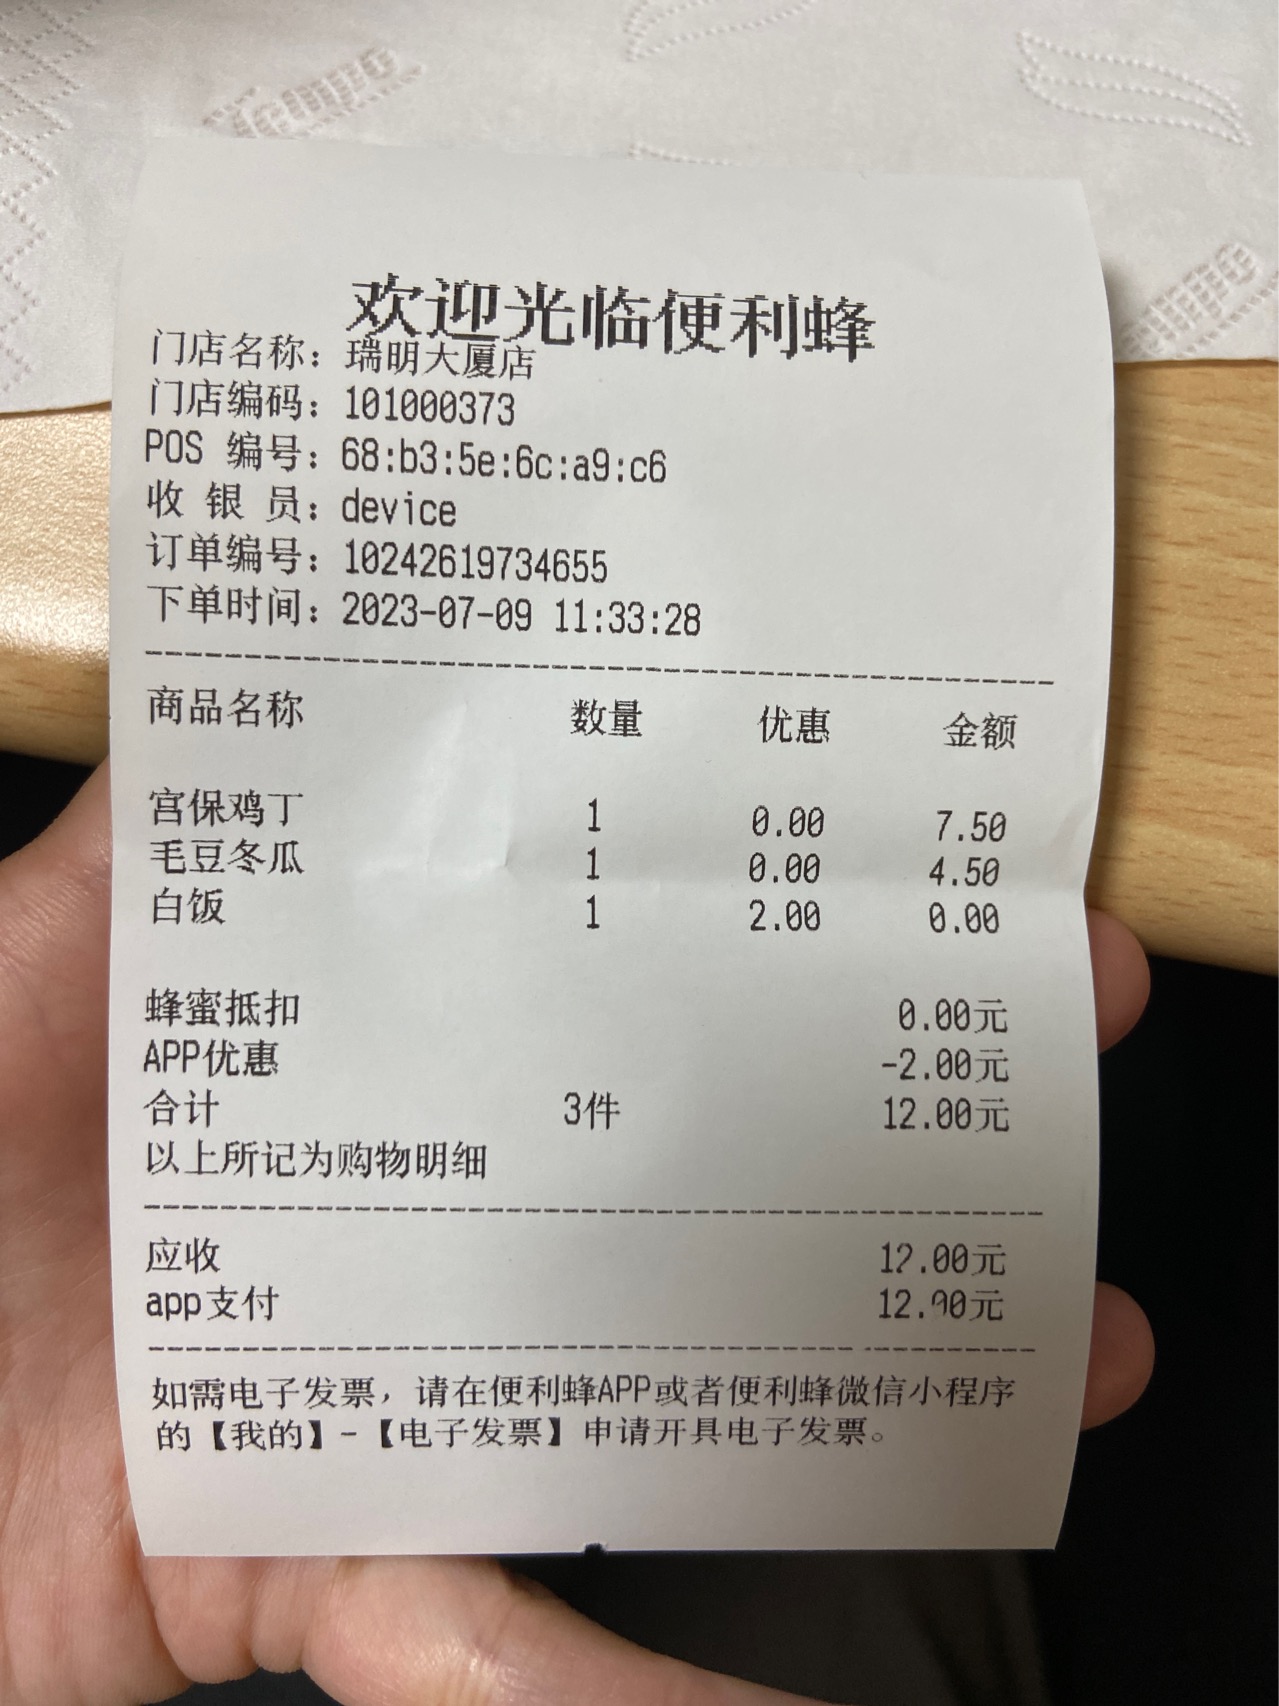 欢迎光临便利蜂
门店名称：瑞明大厦店
门店编码：101000373
POS 编号：68:b3:5e:6c:a9:c6
收 银 员：device
订单编号：10242619734655
下单时间：2023-07-09 11:33:28
商品名称 数量 优惠 金额
宫保鸡丁 1 0.00 7.50
毛豆冬瓜 1 0.00 4.50
白饭 1 2.00 0.00
蜂蜜抵扣 0.00元
APP优惠 -2.00元
合计 3件 12.00元
以上所记为购物明细
应收 12.00元
app支付 12.00元
如需电子发票，请在便利蜂APP或者便利蜂微信小程序
的【我的】-【电子发票】申请开具电子发票。